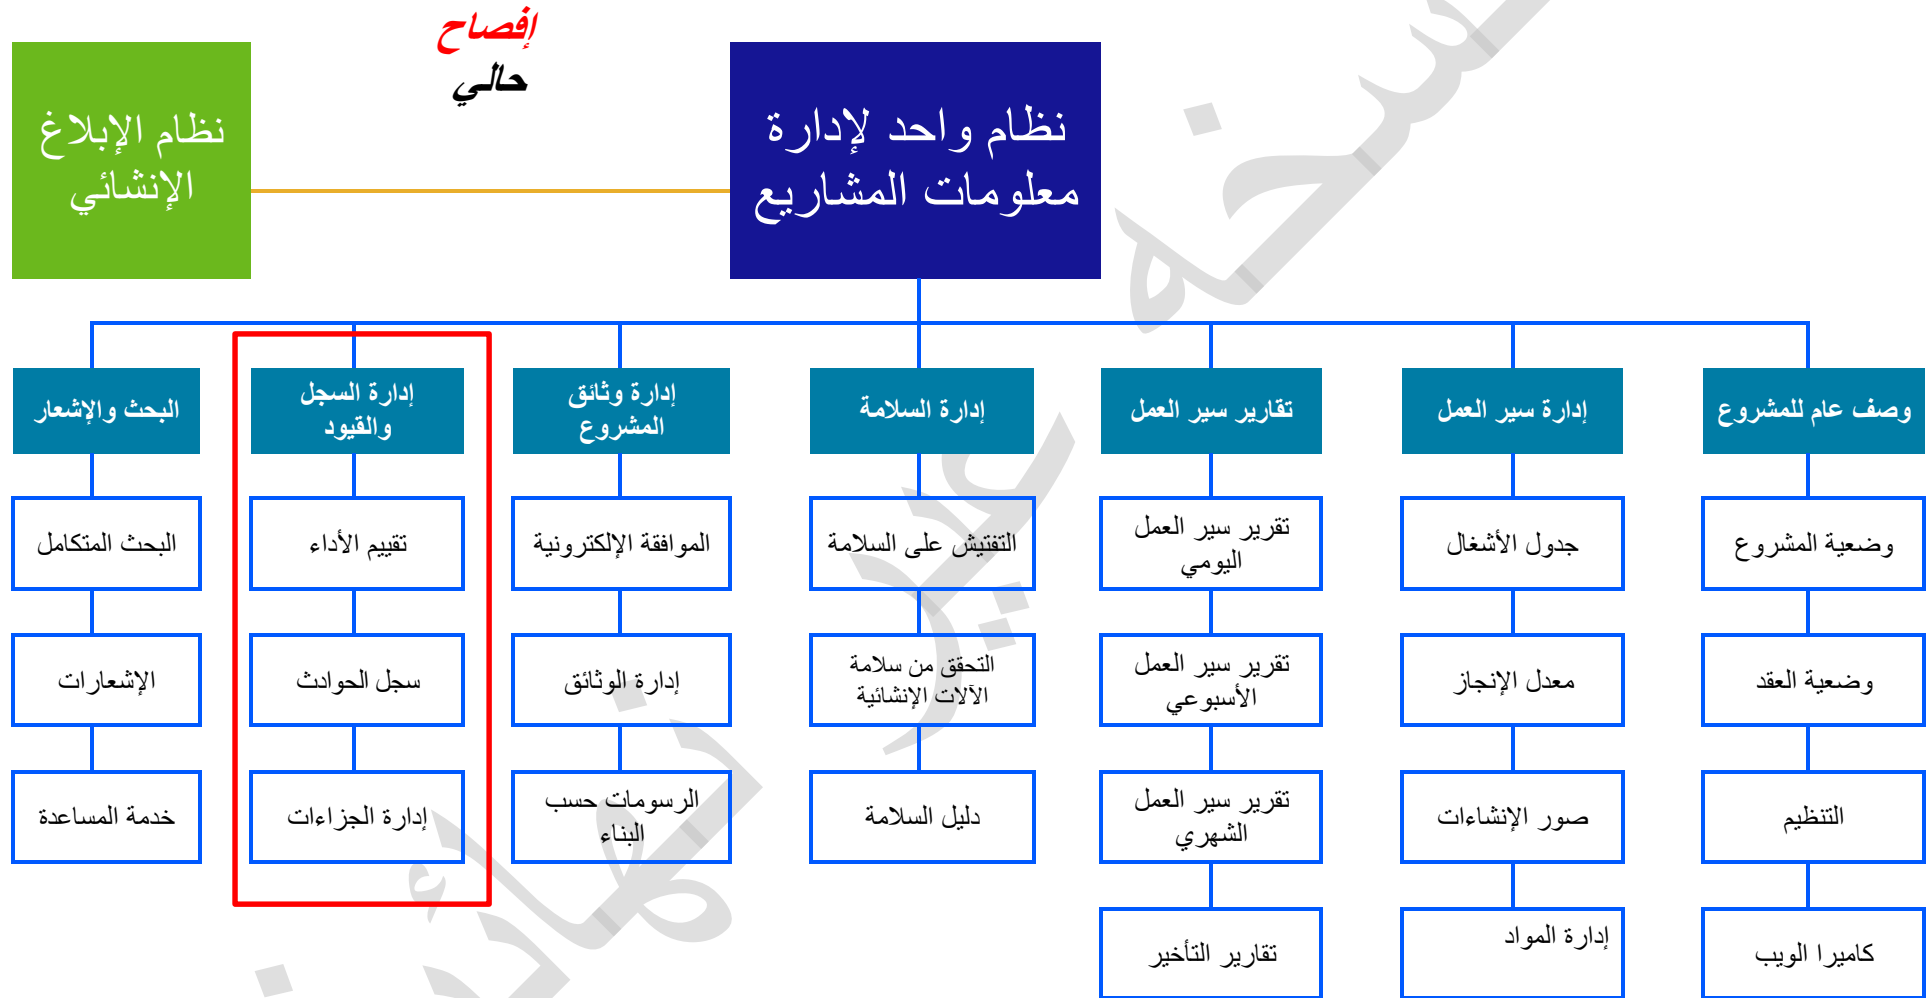 إفصاح
حالي
نظام واحد لإدارة
معلومات المشاريع
نظام الإبلاغ
الإنشائي
وصف عام للمشروع
وضعية المشروع
وضعية العقد
التنظيم
كاميرا الويب
إدارة سير العمل
جدول الأشغال
معدل الإنجاز
صور الإنشاءات
إدارة المواد
تقارير سير العمل
تقرير سير العمل
اليومي
تقرير سير العمل
الأسبوعي
تقرير سير العمل
الشهري
تقارير التأخير
إدارة السلامة
التفتيش على السلامة
التحقق من سلامة
الآلات الإنشائية
دليل السلامة
إدارة وثائق
المشروع
الموافقة الإلكترونية
إدارة الوثائق
الرسومات حسب
البناء
إدارة السجل
والقيود
تقييم الأداء
سجل الحوادث
إدارة الجزاءات
البحث والإشعار
البحث المتكامل
الإشعارات
خدمة المساعدة